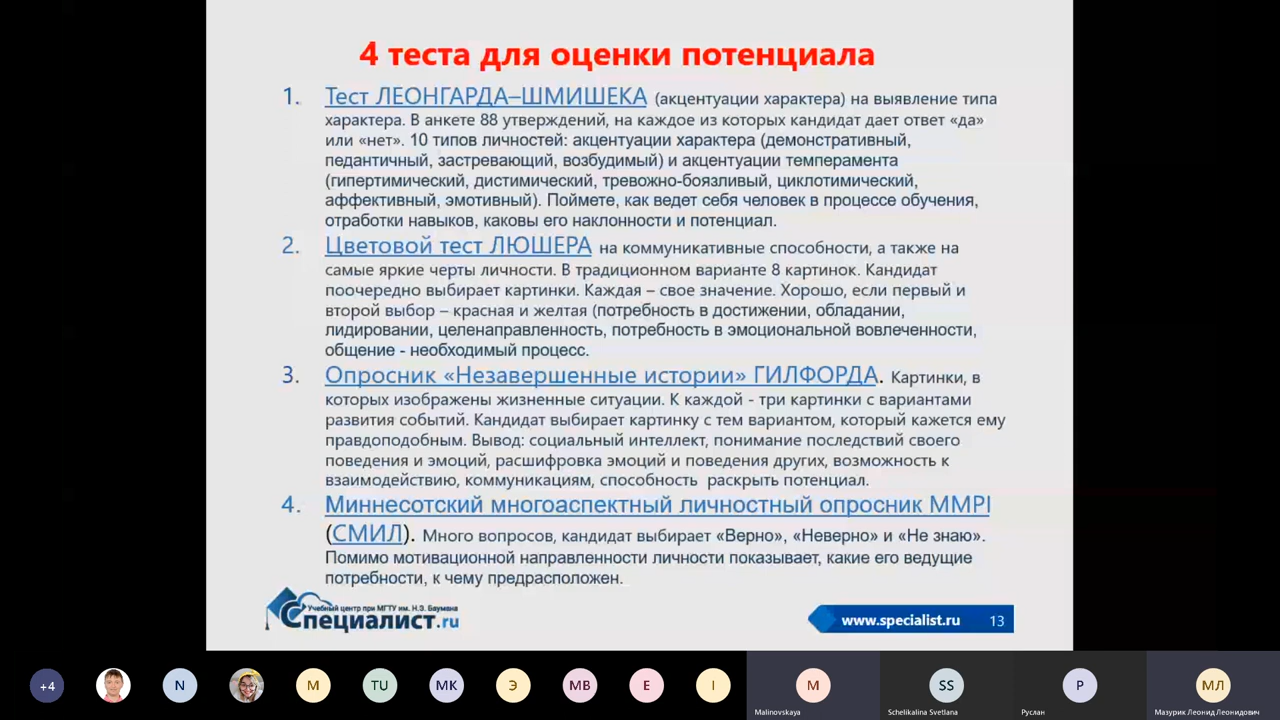 4 теста для оценки потенциала
1. Тест ЛЕОНГАРДА–ШМИШЕКА (акцентуации характера) на выявление типа
характера. В анкете 88 утверждений, на каждое из которых кандидат дает ответ «да»
или «нет». 10 типов личностей: акцентуации характера (демонстративный,
педантичный, застревающий, возбудимый) и акцентуации темперамента
(гипертимический, дистимический, тревожно-боязливый, циклотимический,
аффективный, эмотивный). Поймете, как ведет себя человек в процессе обучения,
отработки навыков, каковы его наклонности и потенциал.
2. Цветовой тест ЛЮШЕРА на коммуникативные способности, а также на
самые яркие черты личности. В традиционном варианте 8 картинок. Кандидат
поочередно выбирает картинки. Каждая – свое значение. Хорошо, если первый и
второй выбор – красная и желтая (потребность в достижении, обладании,
лидировании, целенаправленность, потребность в эмоциональной вовлеченности,
общение - необходимый процесс.
3. Опросник «Незавершенные истории» ГИЛФОРДА. Картинки, в
которых изображены жизненные ситуации. К каждой - три картинки с вариантами
развития событий. Кандидат выбирает картинку с тем вариантом, который кажется ему
правдоподобным. Вывод: социальный интеллект, понимание последствий своего
поведения и эмоций, расшифровка эмоций и поведения других, возможность к
взаимодействию, коммуникациям, способность раскрыть потенциал.
4. Миннесотский многоаспектный личностный опросник MMPI
(СМИЛ). Много вопросов, кандидат выбирает «Верно», «Неверно» и «Не знаю».
Помимо мотивационной направленности личности показывает, какие его ведущие
потребности, к чему предрасположен.
Учебный центр при МГТУ им. Н.Э. Баумана
Специалист.ru
www.specialist.ru 13
+4 N M TU МК Э МВ Е I M SS Р МЛ
Malinovskaya Schelikalina Svetlana Руслан Мазурик Леонид Леонидович